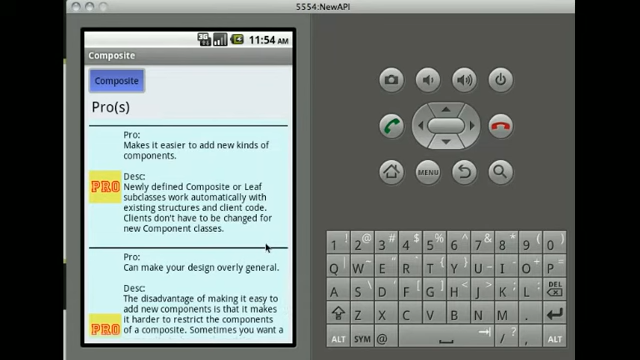 5554:NewAPI
3G 11:54 AM
Composite
Composite
Pro(s)
Pro:
Makes it easier to add new kinds of
components.
PRO
Desc:
Newly defined Composite or Leaf
subclasses work automatically with
existing structures and client code.
Clients don't have to be changed for
new Component classes.
Pro:
Can make your design overly general.
PRO
Desc:
The disadvantage of making it easy to
add new components is that it makes
it harder to restrict the components
of a composite. Sometimes you want a
MENU
1 ! 2 @ 3 # 4 $ 5 % 6 ^ 7 & 8 * 9 ( 0 )
Q W E R T Y U I O P
A S D F G H J K L DEL
Z X C V B N M .
ALT SYM @ / ? , ALT